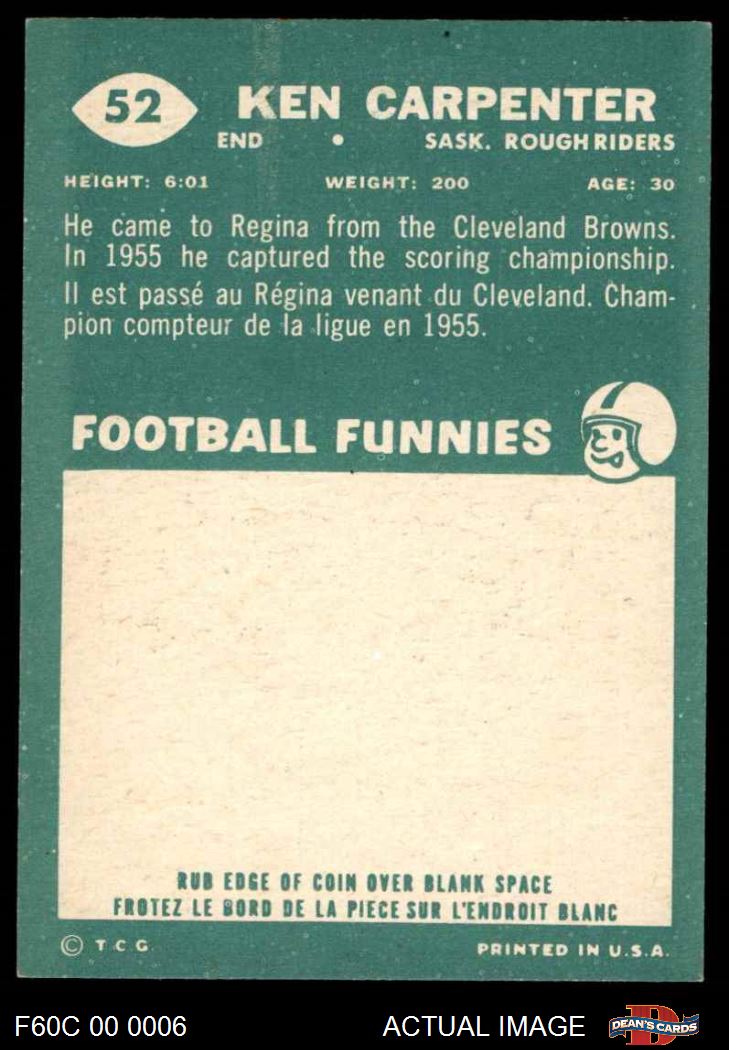 52
KEN CARPENTER
END • SASK. ROUGHRIDERS
HEIGHT: 6:01 WEIGHT: 200 AGE: 30
He came to Regina from the Cleveland Browns.
In 1955 he captured the scoring championship.
Il est passé au Régina venant du Cleveland. Cham-
pion compteur de la ligue en 1955.
FOOTBALL FUNNIES
RUB EDGE OF COIN OVER BLANK SPACE
FROTEZ LE BORD DE LA PIECE SUR L'ENDROIT BLANC
© T.C.G. PRINTED IN U.S.A.
F60C 00 0006 ACTUAL IMAGE DEAN'S CARDS